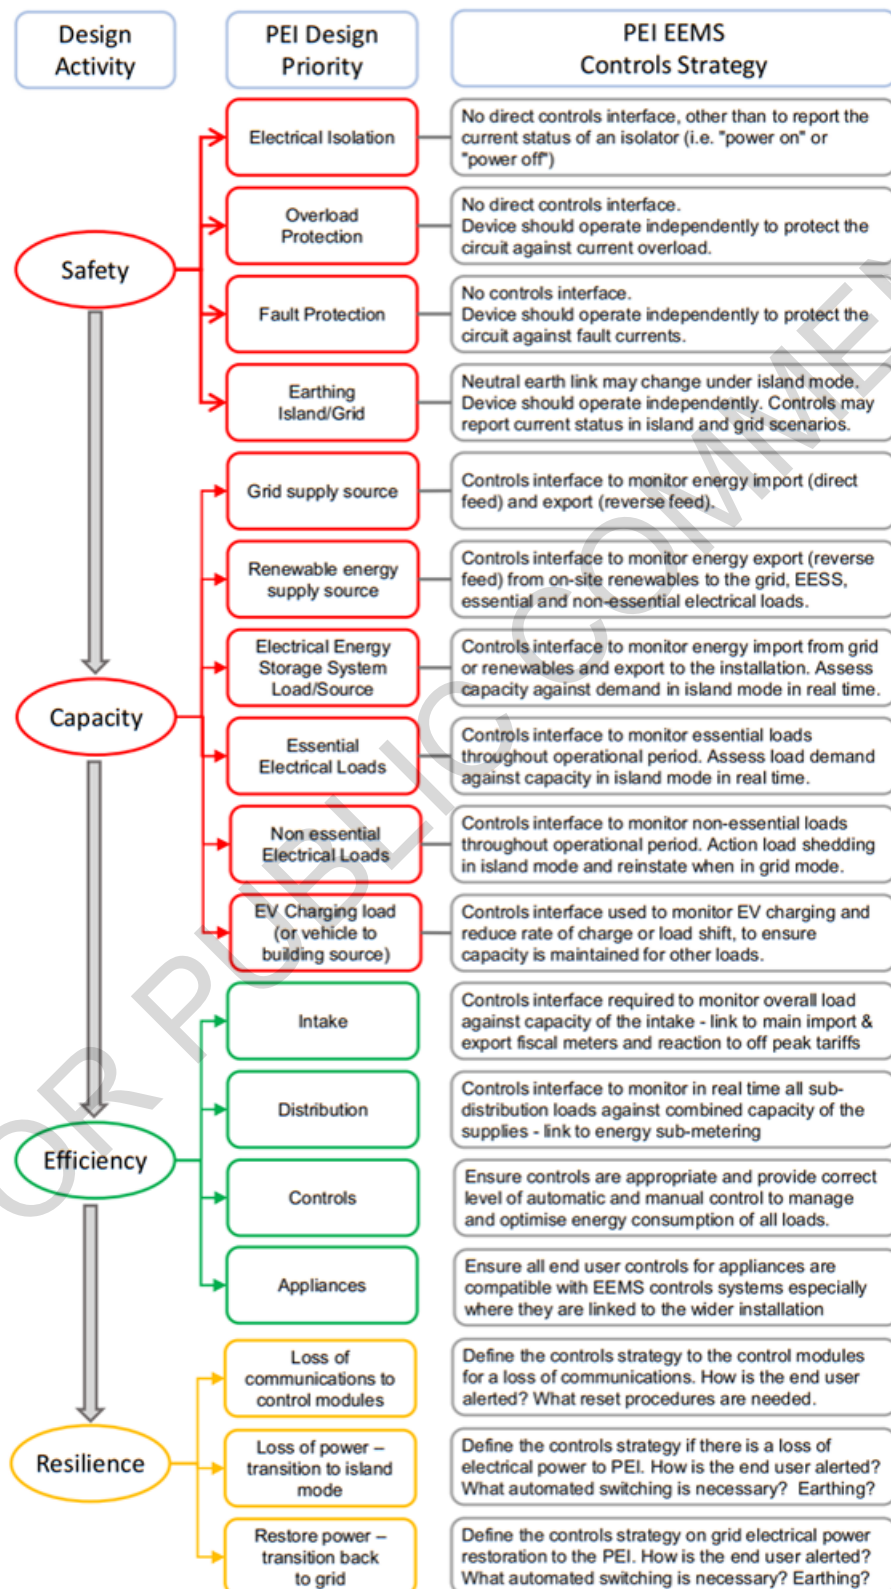 Design
Activity
PEI Design
Priority
PEI EEMS
Controls Strategy
Safety
Electrical Isolation
No direct controls interface, other than to report the
current status of an isolator (i.e. "power on" or
"power off")
Overload
Protection
No direct controls interface.
Device should operate independently to protect the
circuit against current overload.
Fault Protection
No controls interface.
Device should operate independently to protect the
circuit against fault currents.
Earthing
Island/Grid
Neutral earth link may change under island mode.
Device should operate independently. Controls may
report current status in island and grid scenarios.
Capacity
Grid supply source
Controls interface to monitor energy import (direct
feed) and export (reverse feed).
Renewable energy
supply source
Controls interface to monitor energy export (reverse
feed) from on-site renewables to the grid, EESS,
essential and non-essential electrical loads.
Electrical Energy
Storage System
Load/Source
Controls interface to monitor energy import from grid
or renewables and export to the installation. Assess
capacity against demand in island mode in real time.
Essential
Electrical Loads
Controls interface to monitor essential loads
throughout operational period. Assess load demand
against capacity in island mode in real time.
Non essential
Electrical Loads
Controls interface to monitor non-essential loads
throughout operational period. Action load shedding
in island mode and reinstate when in grid mode.
EV Charging load
(or vehicle to
building source)
Controls interface used to monitor EV charging and
reduce rate of charge or load shift, to ensure
capacity is maintained for other loads.
Efficiency
Intake
Controls interface required to monitor overall load
against capacity of the intake - link to main import &
export fiscal meters and reaction to off peak tariffs
Distribution
Controls interface to monitor in real time all sub-
distribution loads against combined capacity of the
supplies - link to energy sub-metering
Controls
Ensure controls are appropriate and provide correct
level of automatic and manual control to manage
and optimise energy consumption of all loads.
Appliances
Ensure all end user controls for appliances are
compatible with EEMS controls systems especially
where they are linked to the wider installation
Resilience
Loss of
communications to
control modules
Define the controls strategy to the control modules
for a loss of communications. How is the end user
alerted? What reset procedures are needed.
Loss of power –
transition to island
mode
Define the controls strategy if there is a loss of
electrical power to PEI. How is the end user alerted?
What automated switching is necessary? Earthing?
Restore power –
transition back
to grid
Define the controls strategy on grid electrical power
restoration to the PEI. How is the end user alerted?
What automated switching is necessary? Earthing?
OR PUBLIC COMMEN